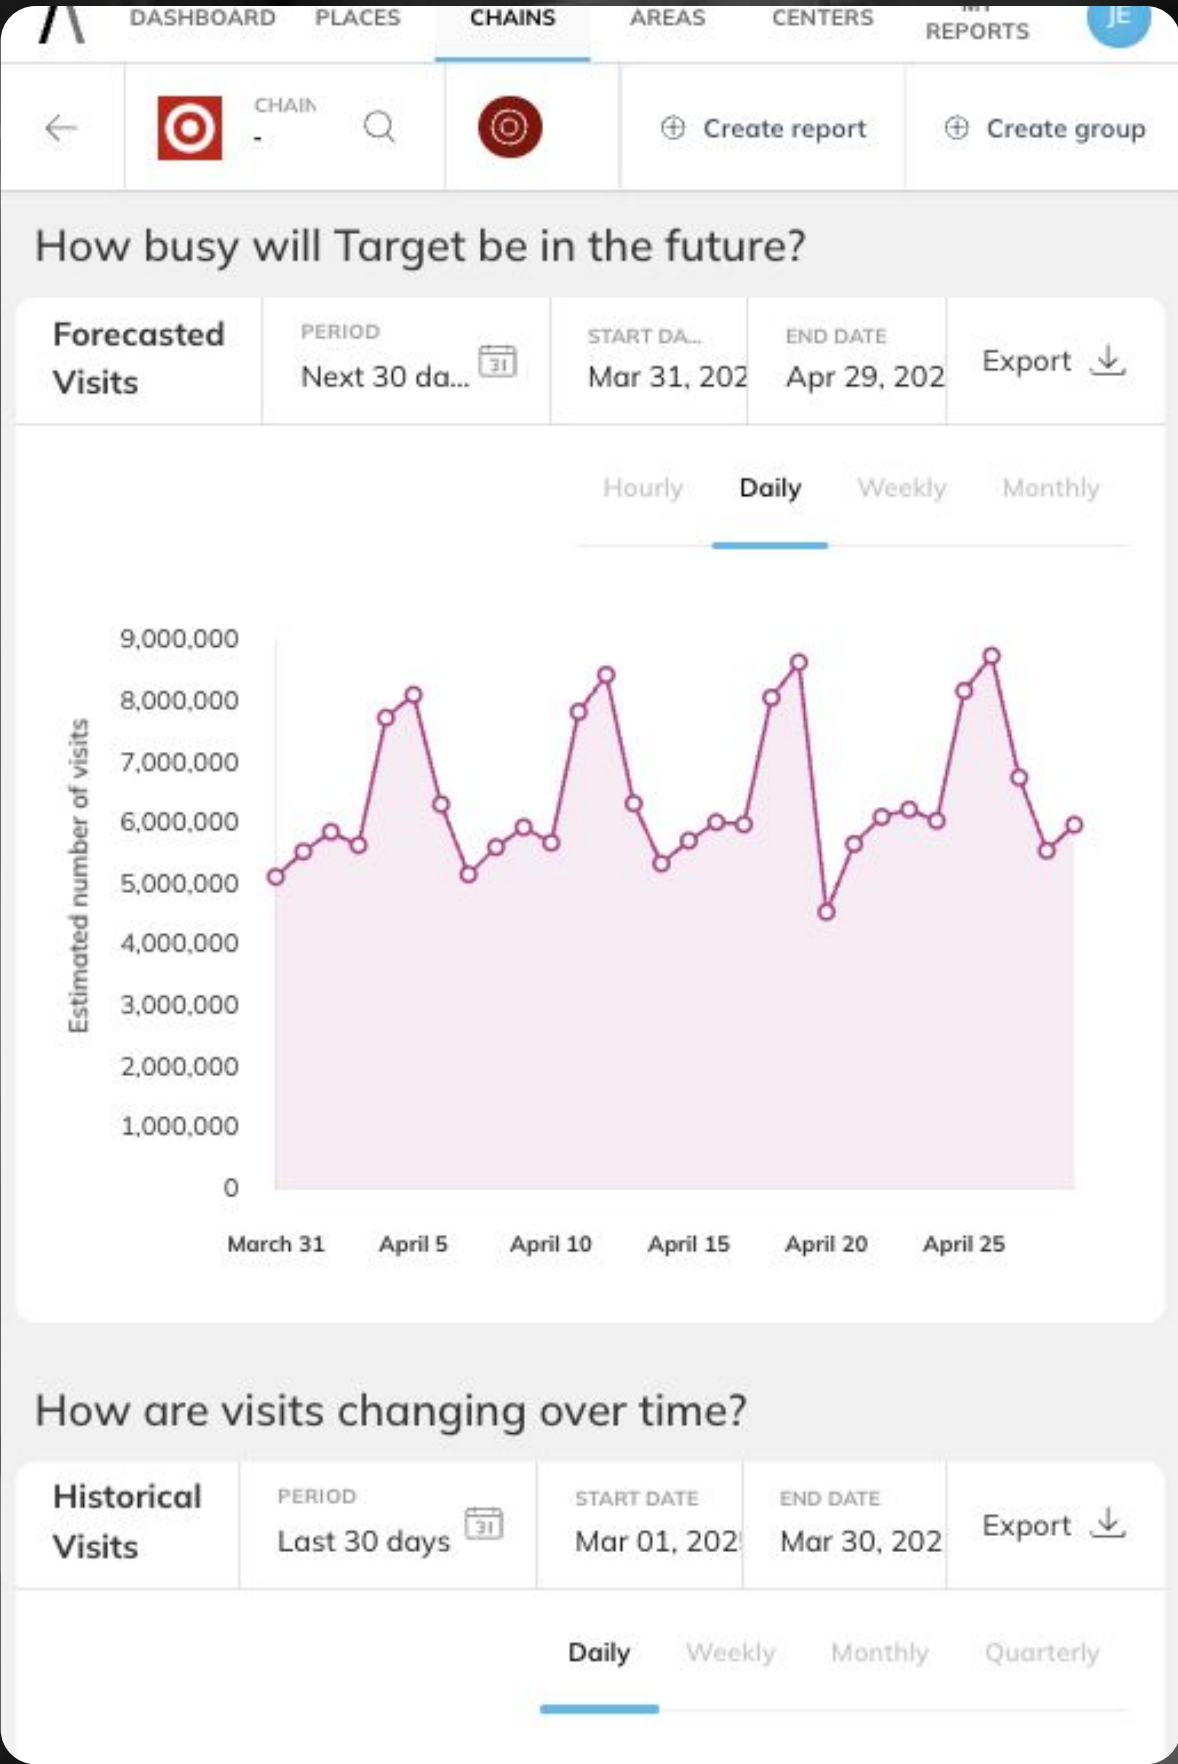 DASHBOARD PLACES CHAINS AREAS CENTERS MY REPORTS JE
CHAIN
-
Create report
Create group
How busy will Target be in the future?
Forecasted Visits
PERIOD
Next 30 da...
31
START DA...
Mar 31, 202
END DATE
Apr 29, 202
Export
Hourly Daily Weekly Monthly
Estimated number of visits
9,000,000
8,000,000
7,000,000
6,000,000
5,000,000
4,000,000
3,000,000
2,000,000
1,000,000
0
March 31 April 5 April 10 April 15 April 20 April 25
How are visits changing over time?
Historical Visits
PERIOD
Last 30 days
31
START DATE
Mar 01, 202
END DATE
Mar 30, 202
Export
Daily Weekly Monthly Quarterly